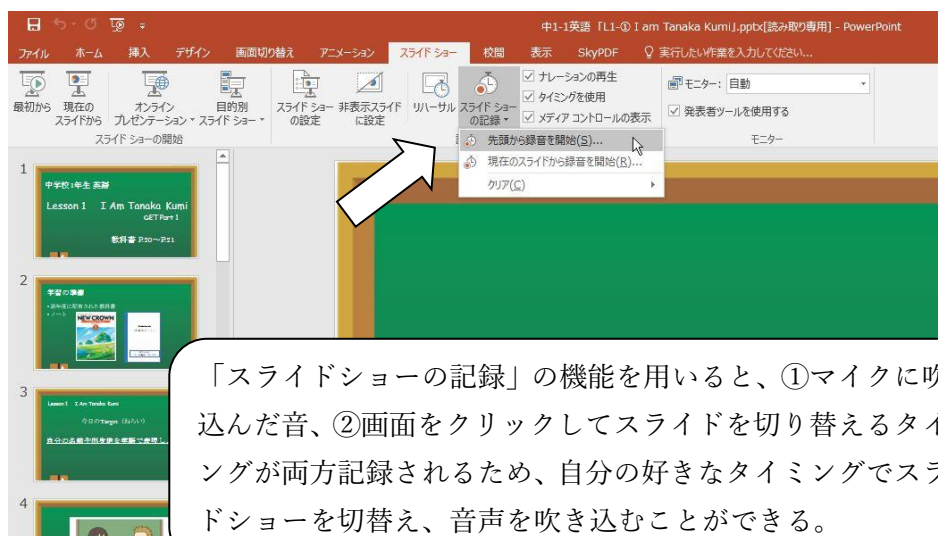 中1-1英語「L1-① I am Tanaka Kumi」.pptx[読み取り専用] - PowerPoint
ファイル ホーム 挿入 デザイン 画面切り替え アニメーション スライド ショー 校閲 表示 SkyPDF 実行したい作業を入力してください...
最初から 現在のスライドから オンラインプレゼンテーション 目的別スライド ショー スライド ショーの設定 非表示スライドに設定 リハーサル スライド ショーの記録
ナレーションの再生
タイミングを使用
メディア コントロールの表示
モニター: 自動
発表者ツールを使用する
スライド ショーの開始
モニター
先頭から録音を開始(S)...
現在のスライドから録音を開始(R)...
クリア(C)
1
中学校1年生 英語
Lesson 1 I Am Tanaka Kumi
GET Part 1
教科書 P.20～P.21
2
学習の準備
・ノート
NEW CROWN
3
Lesson 1 I Am Tanaka Kumi
今日のTarget (ねらい)
4
「スライドショーの記録」の機能を用いると、①マイクに吹
込んだ音、②画面をクリックしてスライドを切り替えるタイ
ングが両方記録されるため、自分の好きなタイミングでスラ
ドショーを切替え、音声を吹き込むことができる。